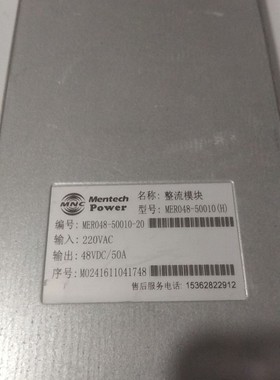 MNC
Mentech
Power
名称: 整流模块
型号: MER048-50010(H)
编号: MER048-50010-20
输入: 220VAC
输出: 48VDC/50A
序号: M0241611041748
售后服务电话: 15362822912